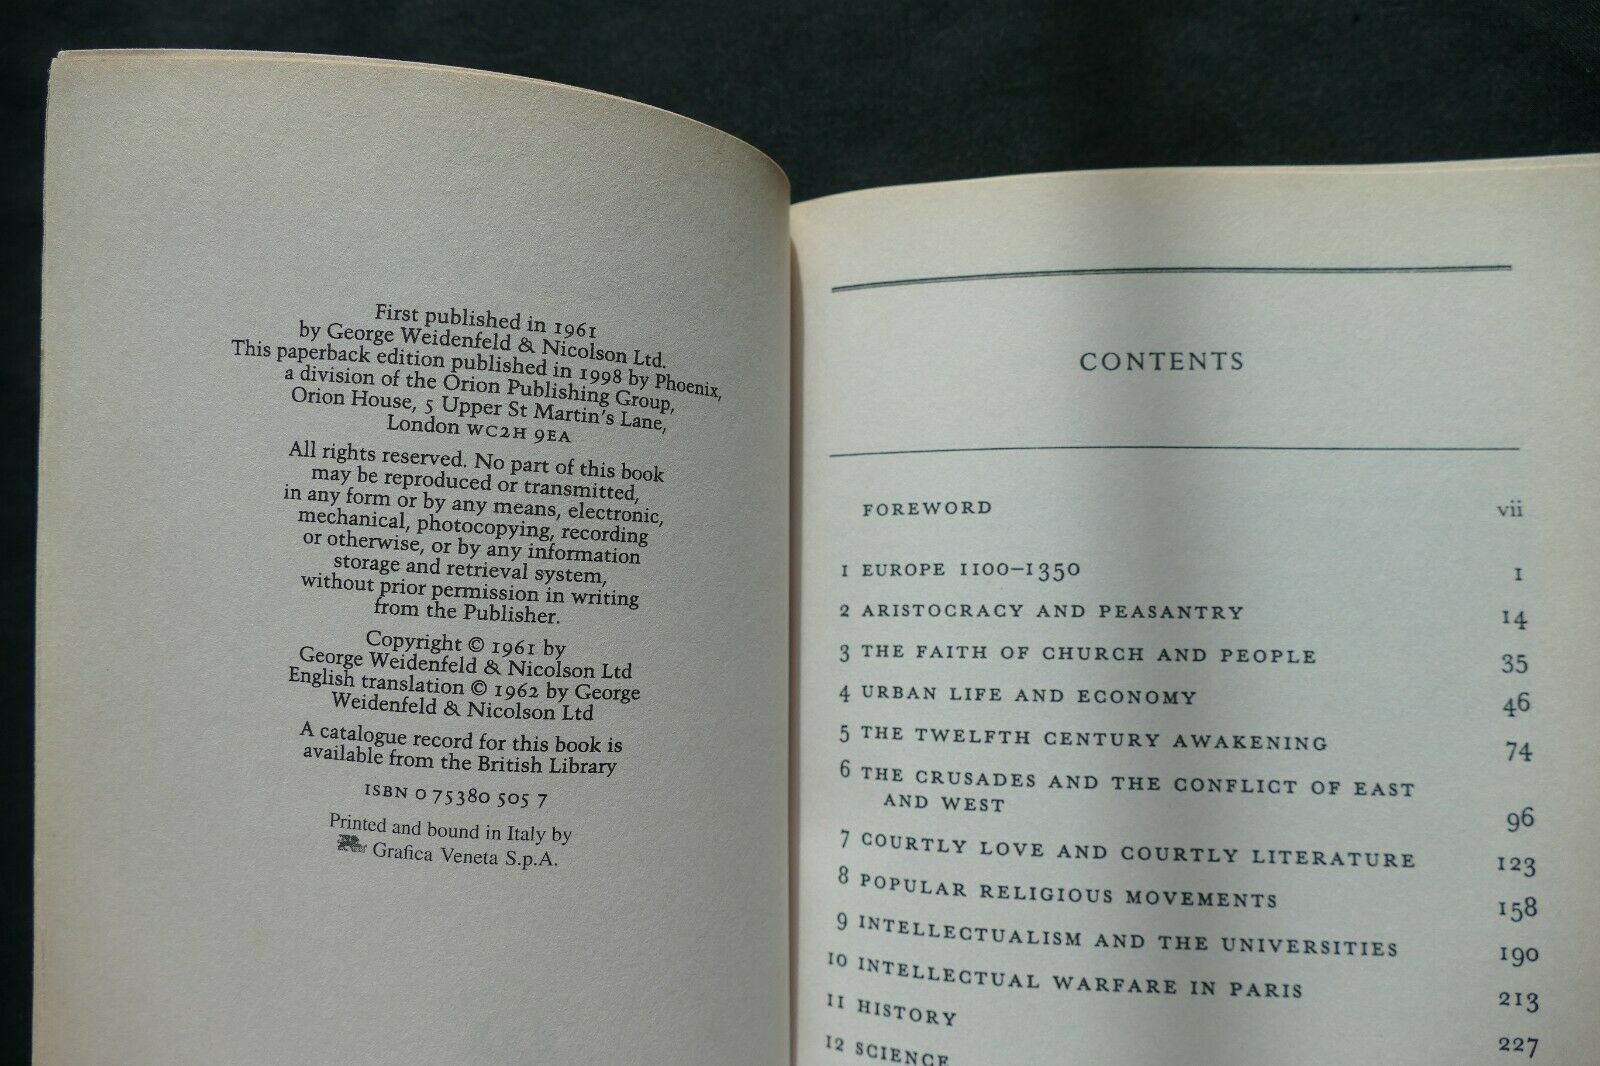 First published in 1961
by George Weidenfeld & Nicolson Ltd.
This paperback edition published in 1998 by Phoenix,
a division of the Orion Publishing Group,
Orion House, 5 Upper St Martin's Lane,
London WC2H 9EA
All rights reserved. No part of this book
may be reproduced or transmitted,
in any form or by any means, electronic,
mechanical, photocopying, recording
or otherwise, or by any information
storage and retrieval system,
without prior permission in writing
from the Publisher.
Copyright © 1961 by
George Weidenfeld & Nicolson Ltd
English translation © 1962 by George
Weidenfeld & Nicolson Ltd
A catalogue record for this book is
available from the British Library
ISBN 0 75380 505 7
Printed and bound in Italy by
Grafica Veneta S.p.A.
CONTENTS
FOREWORD vii
1 EUROPE 1100–1350 1
2 ARISTOCRACY AND PEASANTRY 14
3 THE FAITH OF CHURCH AND PEOPLE 35
4 URBAN LIFE AND ECONOMY 46
5 THE TWELFTH CENTURY AWAKENING 74
6 THE CRUSADES AND THE CONFLICT OF EAST
AND WEST 96
7 COURTLY LOVE AND COURTLY LITERATURE 123
8 POPULAR RELIGIOUS MOVEMENTS 158
9 INTELLECTUALISM AND THE UNIVERSITIES 190
10 INTELLECTUAL WARFARE IN PARIS 213
11 HISTORY 227
12 SCIENCE